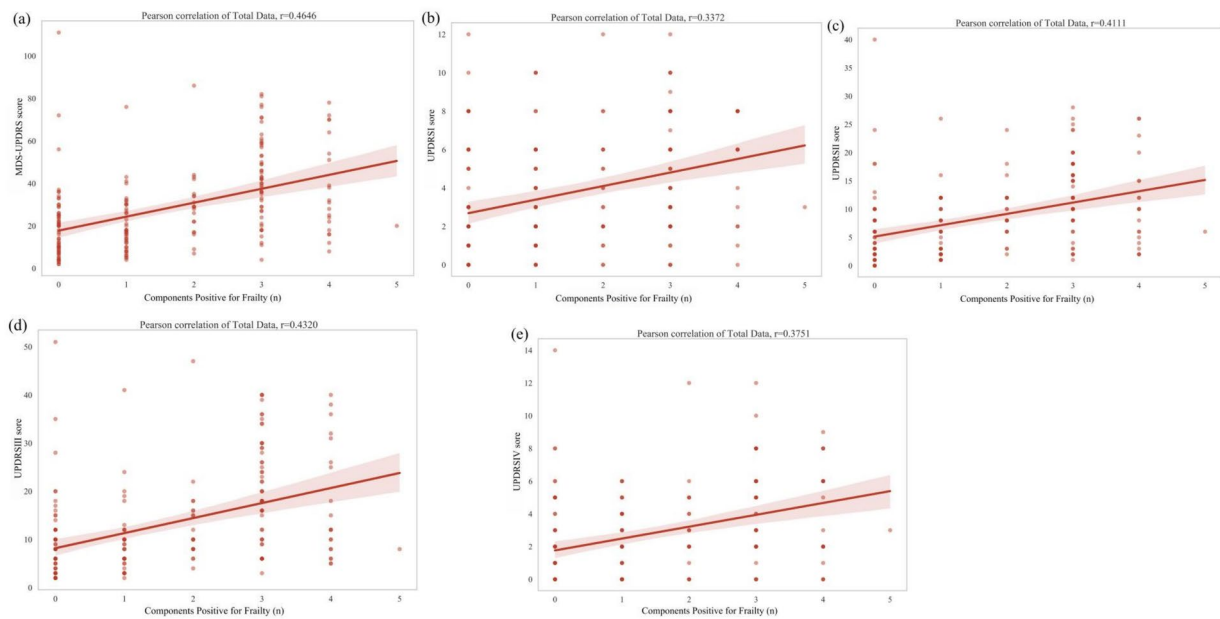 (a)
Pearson correlation of Total Data, r=0.4646
MDS-UPDRS score
100
80
60
40
20
0
0 1 2 3 4 5
Components Positive for Frailty (n)
(b)
Pearson correlation of Total Data, r=0.3372
UPDRSI sore
12
10
8
6
4
2
0
0 1 2 3 4 5
Components Positive for Frailty (n)
(c)
Pearson correlation of Total Data, r=0.4111
UPDRSII sore
40
35
30
25
20
15
10
5
0
0 1 2 3 4 5
Components Positive for Frailty (n)
(d)
Pearson correlation of Total Data, r=0.4320
UPDRSIII sore
50
40
30
20
10
0
0 1 2 3 4 5
Components Positive for Frailty (n)
(e)
Pearson correlation of Total Data, r=0.3751
UPDRSIV sore
14
12
10
8
6
4
2
0
0 1 2 3 4 5
Components Positive for Frailty (n)